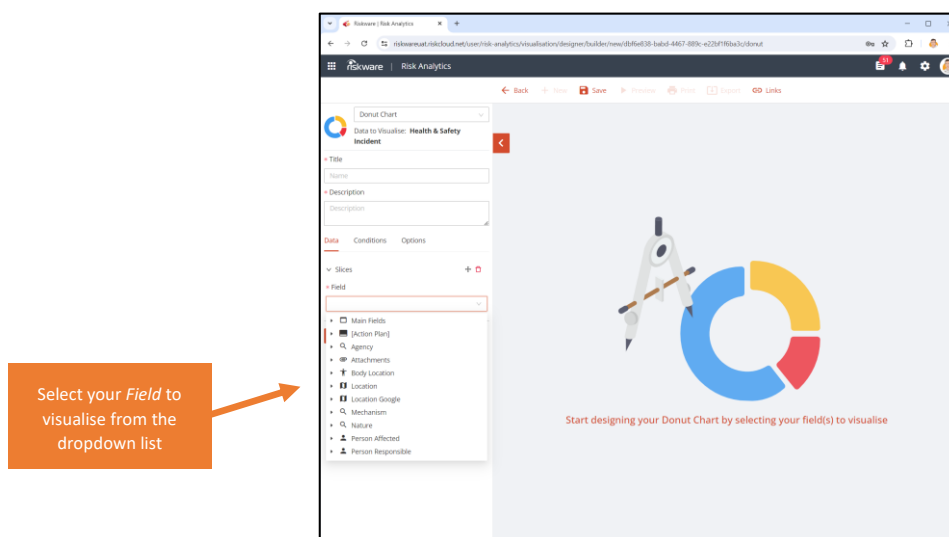 Riskware | Risk Analytics
riskwareuat.riskcloud.net/user/risk-analytics/visualisation/designer/builder/new/dbf6e838-babd-4467-889c-e22bf1f6ba3c/donut
riskware | Risk Analytics
51
Back New Save Preview Print Export Links
Donut Chart
Data to Visualise: Health & Safety
Incident
* Title
Name
* Description
Description
Data Conditions Options
Slices
* Field
Main Fields
[Action Plan]
Agency
Attachments
Body Location
Location
Location Google
Mechanism
Nature
Person Affected
Person Responsible
Select your Field to
visualise from the
dropdown list
Start designing your Donut Chart by selecting your field(s) to visualise